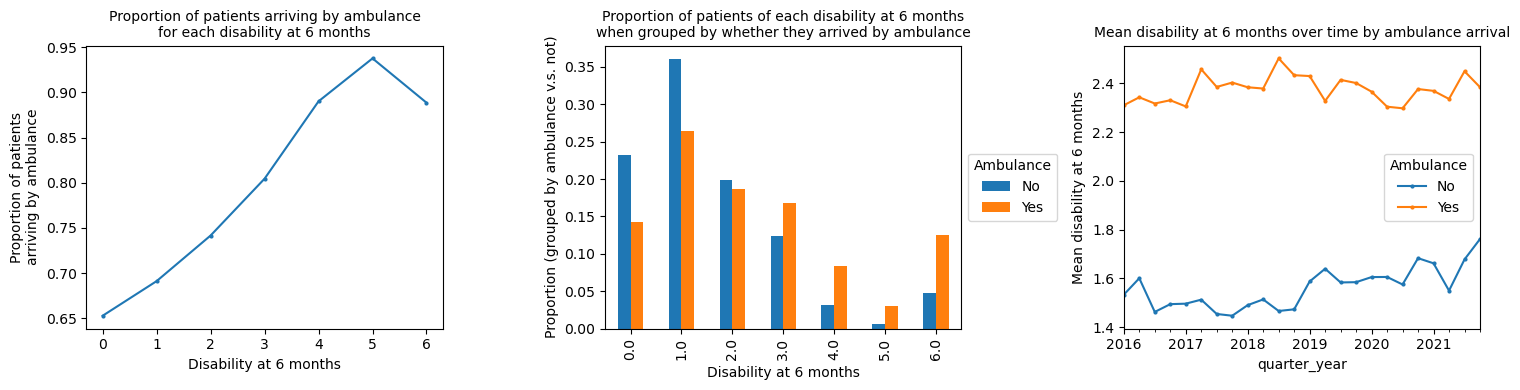 Proportion of patients arriving by ambulance
for each disability at 6 months
Proportion of patients
arriving by ambulance
0.95
0.90
0.85
0.80
0.75
0.70
0.65
0 1 2 3 4 5 6
Disability at 6 months
Proportion of patients of each disability at 6 months
when grouped by whether they arrived by ambulance
Proportion (grouped by ambulance v.s. not)
0.35
0.30
0.25
0.20
0.15
0.10
0.05
0.00
0.0 1.0 2.0 3.0 4.0 5.0 6.0
Disability at 6 months
Ambulance
No
Yes
Mean disability at 6 months over time by ambulance arrival
Mean disability at 6 months
2.4
2.2
2.0
1.8
1.6
1.4
2016 2017 2018 2019 2020 2021
quarter_year
Ambulance
No
Yes